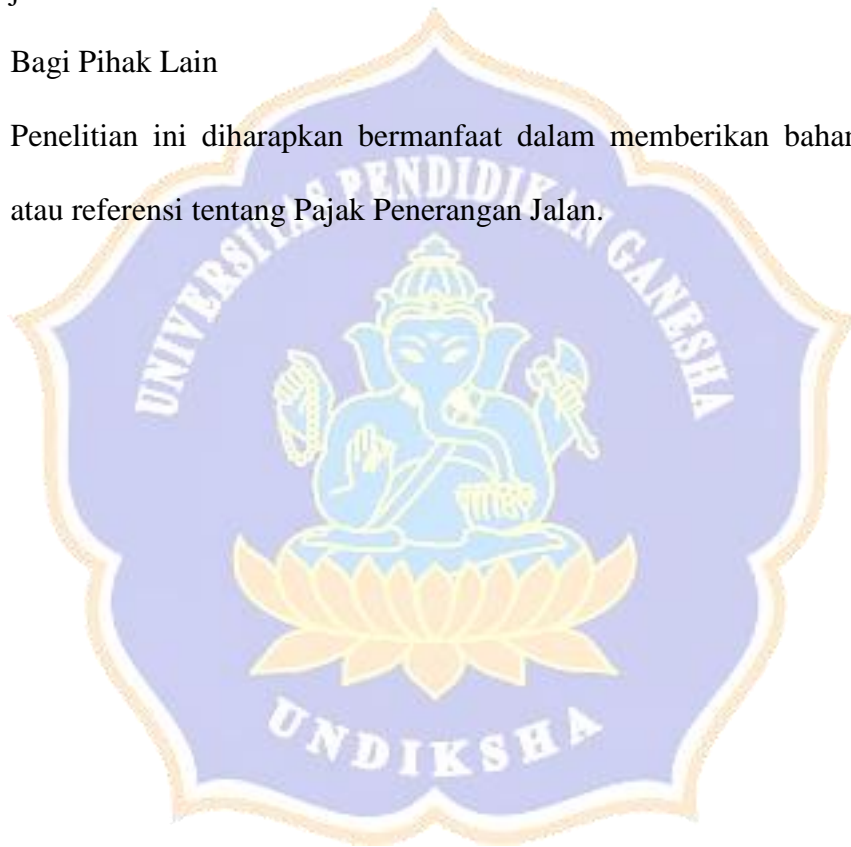 Bagi Pihak Lain
Penelitian ini diharapkan bermanfaat dalam memberikan bahan
atau referensi tentang Pajak Penerangan Jalan.
UNIVERSITAS PENDIDIKAN GANESHA
UNDIKSHA